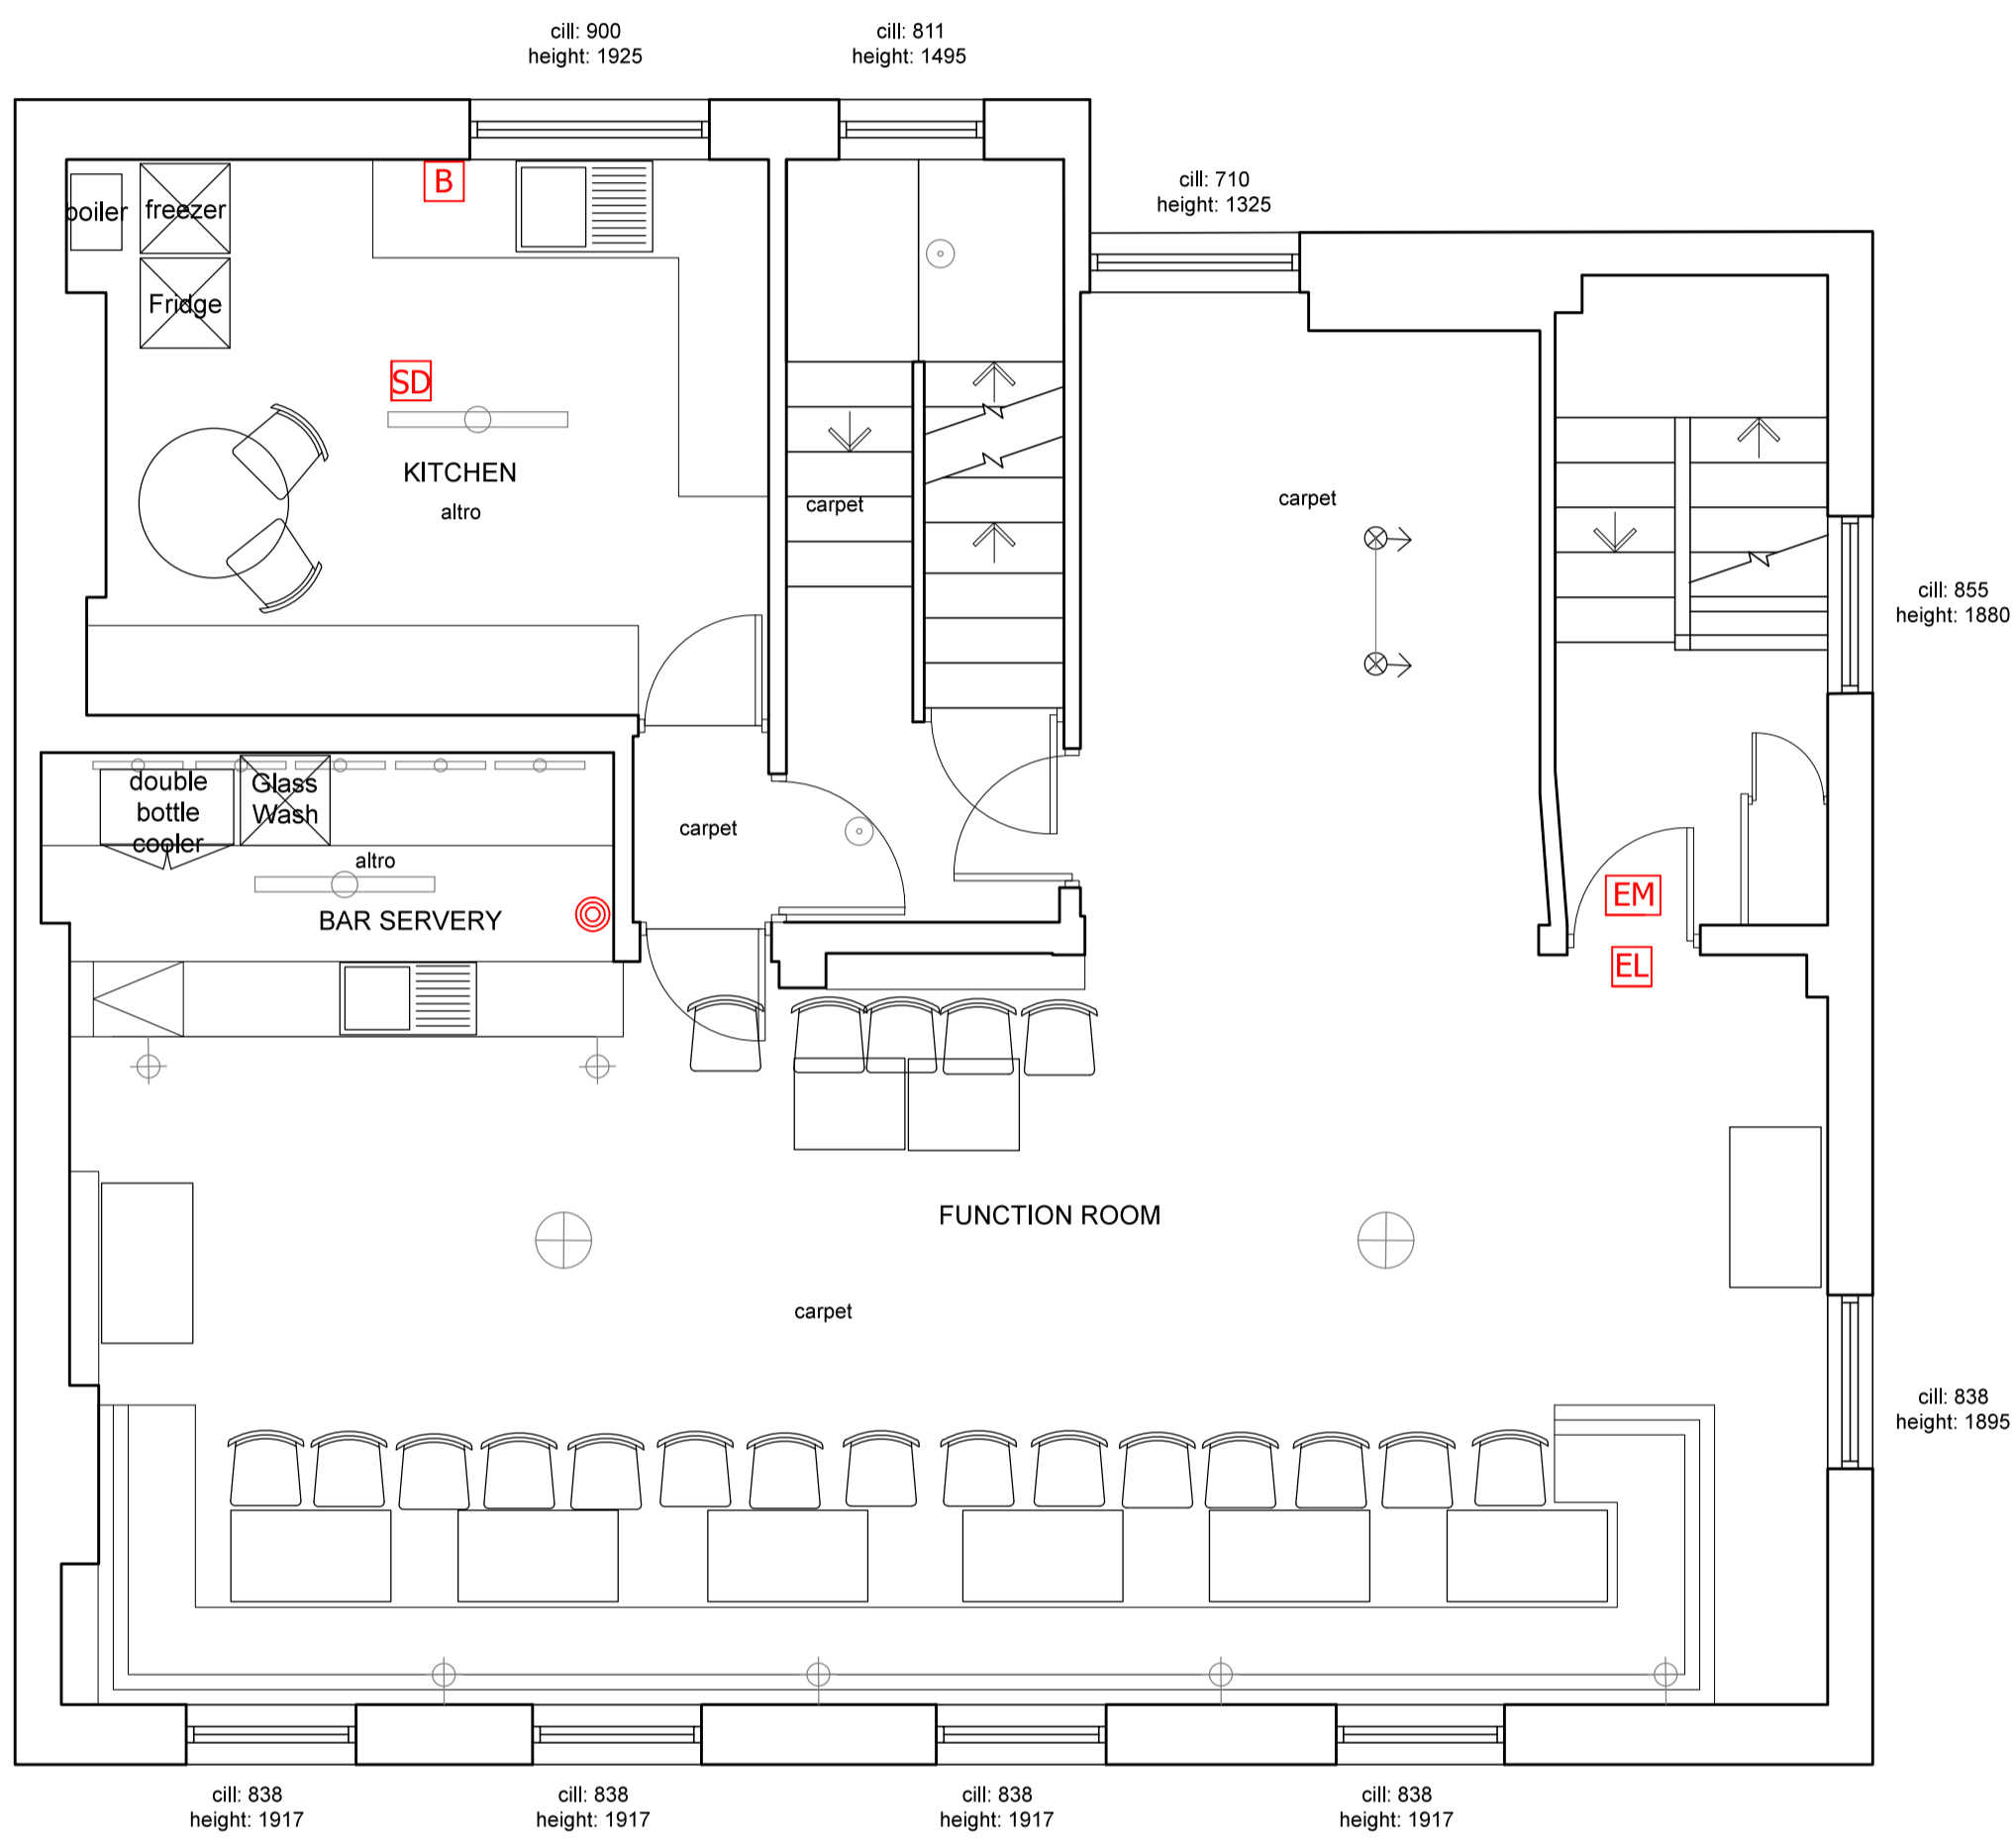 cill: 900
height: 1925
cill: 811
height: 1495
cill: 710
height: 1325
B
boiler
freezer
Fridge
SD
KITCHEN
altro
carpet
carpet
cill: 855
height: 1880
double
bottle
cooler
Glass
Wash
carpet
altro
BAR SERVERY
EM
EL
FUNCTION ROOM
carpet
cill: 838
height: 1895
cill: 838
height: 1917
cill: 838
height: 1917
cill: 838
height: 1917
cill: 838
height: 1917